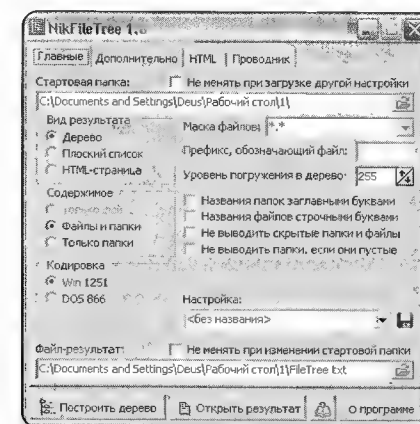 NikFileTree 1.
Главные Дополнительно HTML Проводник
Стартовая папка: Не менять при загрузке другой настройки
C:\Documents and Settings\Deus\Рабочий стол\1\
Вид результата
Дерево
Плоский список
HTML-страница
Маска файлов: *.*
Префикс, обозначающий файл:
Уровень погружения в дерево: 255
Содержимое
Файлы и папки
Только папки
Названия папок заглавными буквами
Названия файлов строчными буквами
Не выводить скрытые папки и файлы
Не выводить папки, если они пустые
Кодировка
Win 1251
DOS 866
Настройка:
<без названия>
Файл-результат: Не менять при изменении стартовой папки
C:\Documents and Settings\Deus\Рабочий стол\1\FileTree.txt
Построить дерево Открыть результат О программе